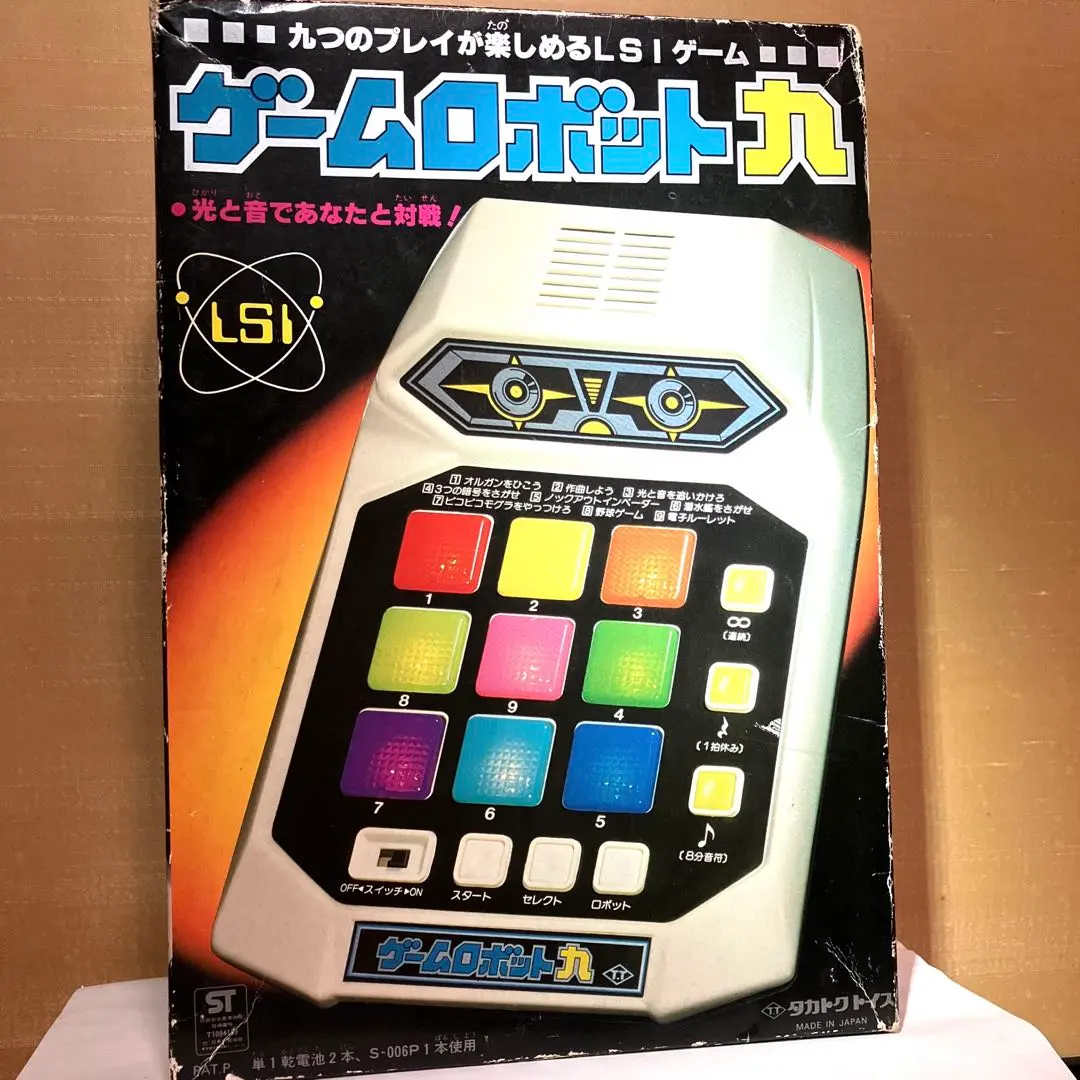 九つのプレイが楽しめるLSIゲーム
たの
ゲームロボット九
ひかり おと たい せん
●光と音であなたと対戦!
LSI
1 オルガンをひこう 2 作曲しよう 3 光と音を追いかけろ
4 3つの暗号をさがせ 5 ノックアウトインベーダー 6 潜水艦をさがせ
7 ピコピコモグラをやっつけろ 8 野球ゲーム 9 電子ルーレット
1 2 3
∞
(連続)
8 9 4
(1拍休み)
7 6 5
♪
(8分音符)
OFF◀スイッチ▶ON スタート セレクト ロボット
ゲームロボット九 T.T
ST
T.T タカトクトイス
MADE IN JAPAN
PAT.P. 単1乾電池2本、S-006P1本使用